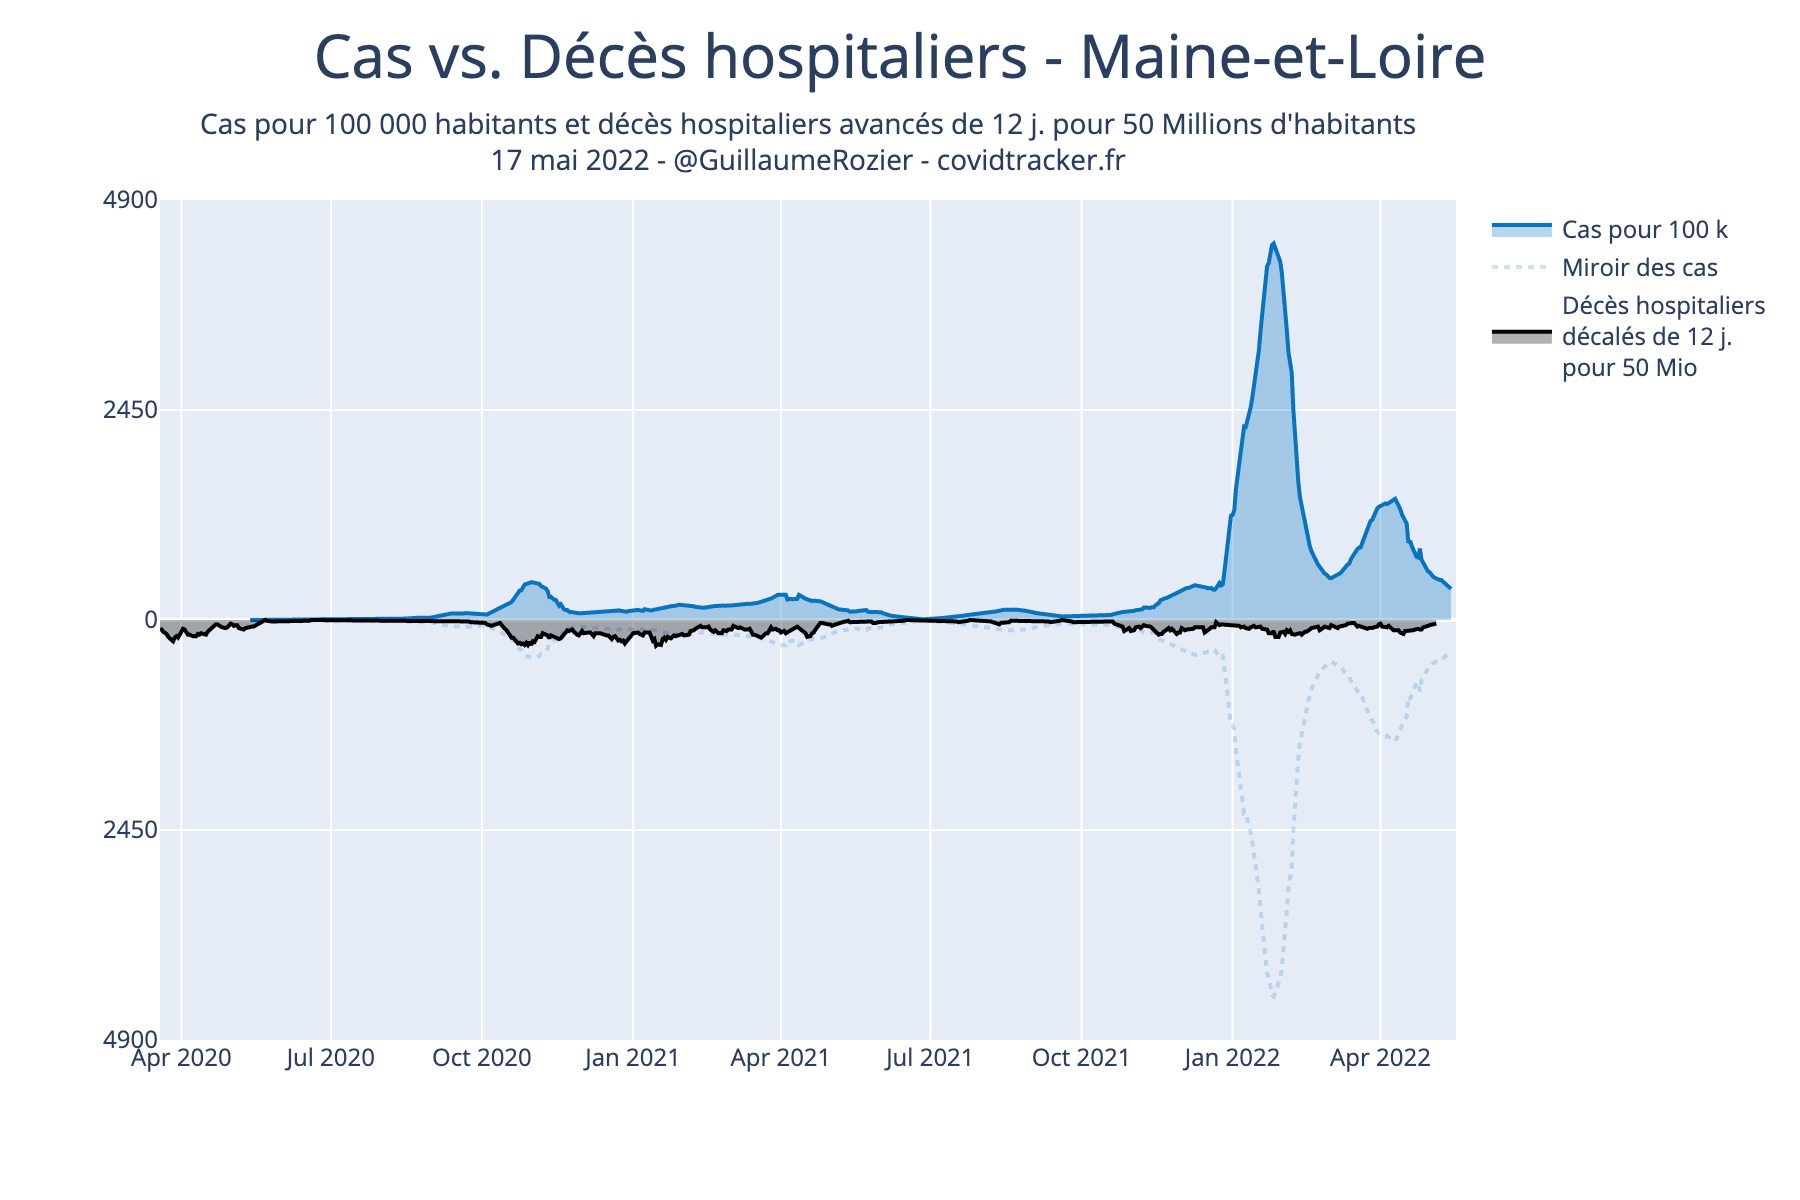 Cas vs. Décès hospitaliers - Maine-et-Loire
Cas pour 100 000 habitants et décès hospitaliers avancés de 12 j. pour 50 Millions d'habitants
17 mai 2022 - @GuillaumeRozier - covidtracker.fr
4900
2450
0
2450
4900
Apr 2020
Jul 2020
Oct 2020
Jan 2021
Apr 2021
Jul 2021
Oct 2021
Jan 2022
Apr 2022
Cas pour 100 k
Miroir des cas
Décès hospitaliers
décalés de 12 j.
pour 50 Mio